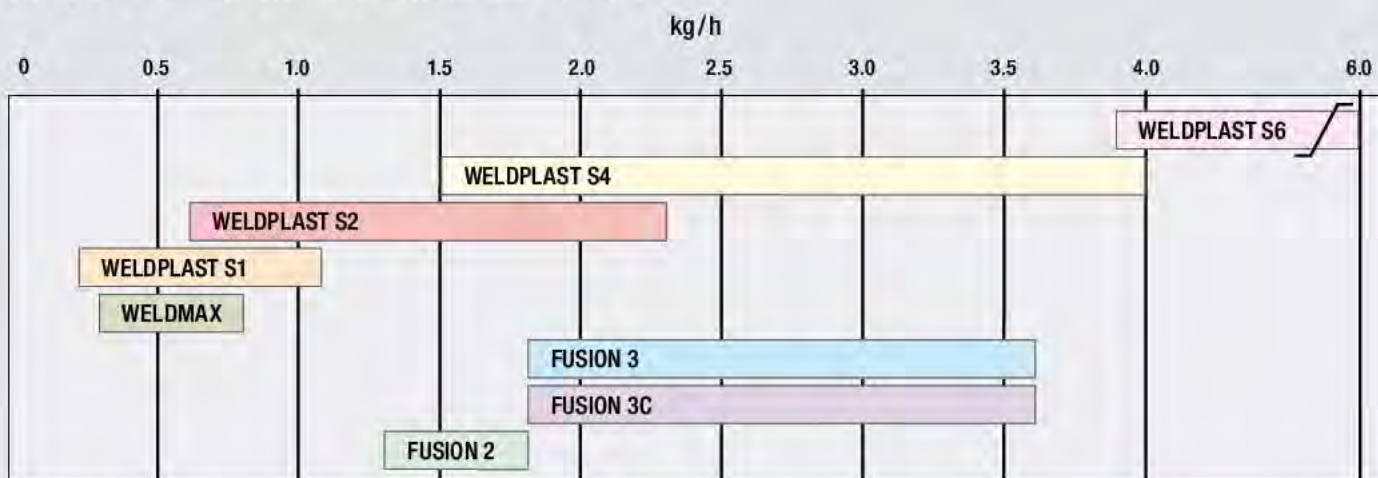 kg/h
0 0.5 1.0 1.5 2.0 2.5 3.0 3.5 4.0 6.0
WELDPLAST S6
WELDPLAST S4
WELDPLAST S2
WELDPLAST S1
WELDMAX
FUSION 3
FUSION 3C
FUSION 2